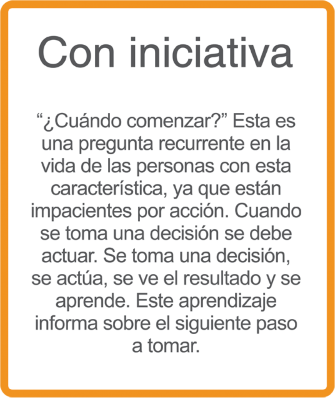 Con iniciativa
“¿Cuándo comenzar?” Esta es
una pregunta recurrente en la
vida de las personas con esta
característica, ya que están
impacientes por acción. Cuando
se toma una decisión se debe
actuar. Se toma una decisión,
se actúa, se ve el resultado y se
aprende. Este aprendizaje
informa sobre el siguiente paso
a tomar.